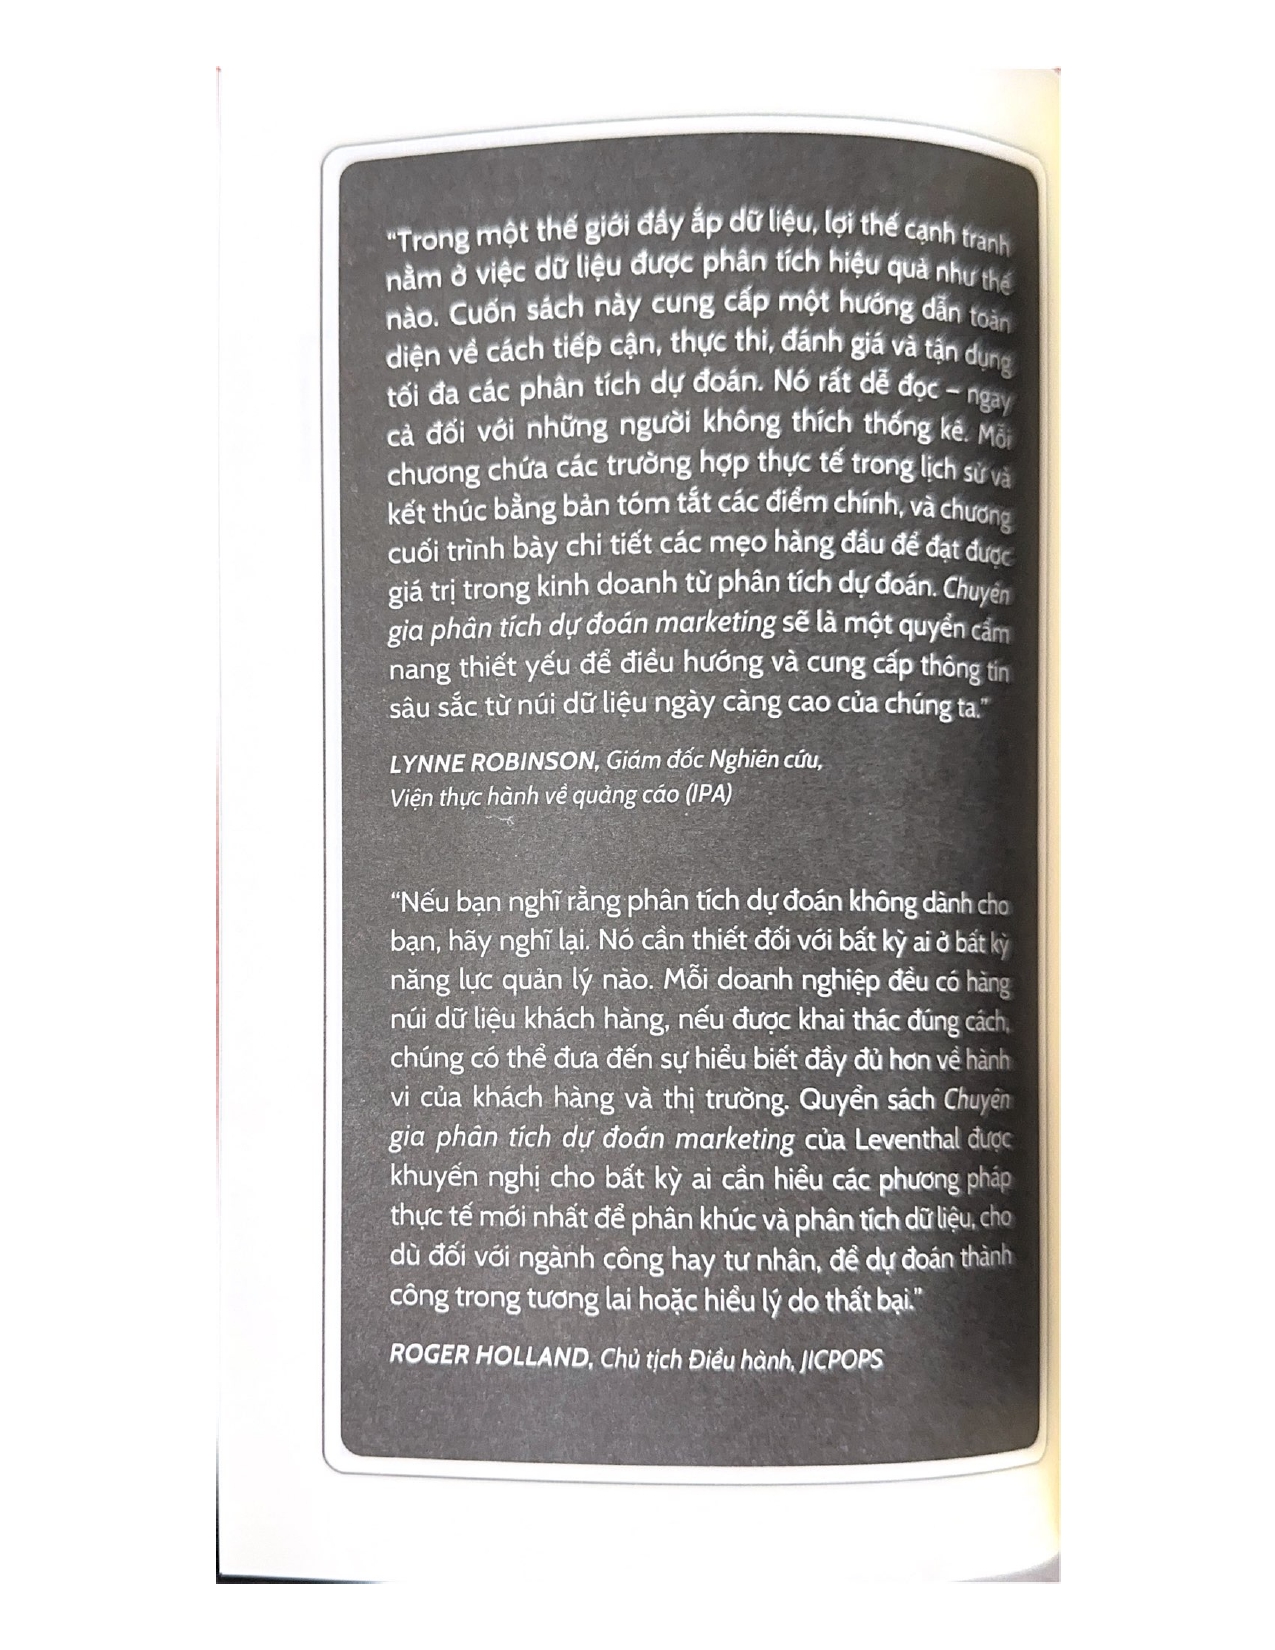 “Trong một thế giới đầy ắp dữ liệu, lợi thế cạnh tranh
nằm ở việc dữ liệu được phân tích hiệu quả như thế
nào. Cuốn sách này cung cấp một hướng dẫn toàn
diện về cách tiếp cận, thực thi, đánh giá và tận dụng
tối đa các phân tích dự đoán. Nó rất dễ đọc – ngay
cả đối với những người không thích thống kê. Mỗi
chương chứa các trường hợp thực tế trong lịch sử và
kết thúc bằng bản tóm tắt các điểm chính, và chương
cuối trình bày chi tiết các mẹo hàng đầu để đạt được
giá trị trong kinh doanh từ phân tích dự đoán. Chuyên
gia phân tích dự đoán marketing sẽ là một quyển cẩm
nang thiết yếu để điều hướng và cung cấp thông tin
sâu sắc từ núi dữ liệu ngày càng cao của chúng ta.”
LYNNE ROBINSON, Giám đốc Nghiên cứu,
Viện thực hành về quảng cáo (IPA)
“Nếu bạn nghĩ rằng phân tích dự đoán không dành cho
bạn, hãy nghĩ lại. Nó cần thiết đối với bất kỳ ai ở bất kỳ
năng lực quản lý nào. Mỗi doanh nghiệp đều có hàng
núi dữ liệu khách hàng, nếu được khai thác đúng cách,
chúng có thể đưa đến sự hiểu biết đầy đủ hơn về hành
vi của khách hàng và thị trường. Quyển sách Chuyên
gia phân tích dự đoán marketing của Leventhal được
khuyến nghị cho bất kỳ ai cần hiểu các phương pháp
thực tế mới nhất để phân khúc và phân tích dữ liệu, cho
dù đối với ngành công hay tư nhân, để dự đoán thành
công trong tương lai hoặc hiểu lý do thất bại.”
ROGER HOLLAND, Chủ tịch Điều hành, JICPOPS